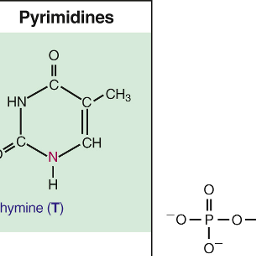 Pyrimidines
O
C
HN
C
CH₃
C
CH
N
H
hymine (T)
O
⁻O—P—O—
O⁻